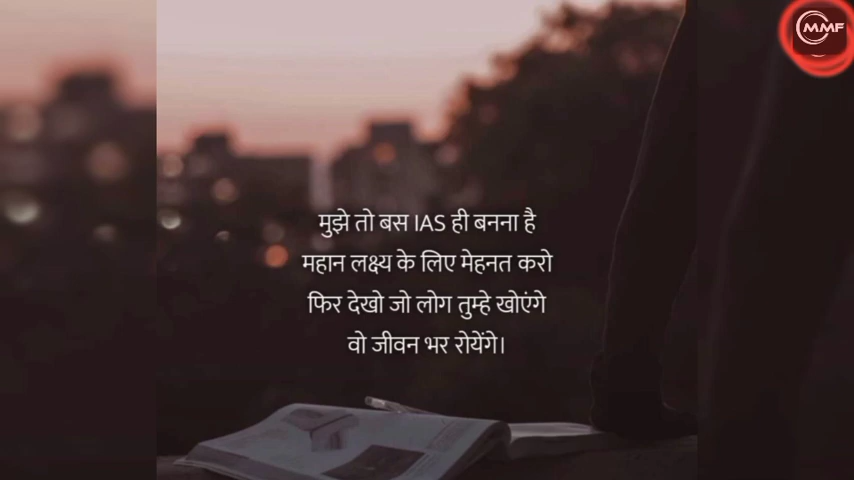 MMF
मुझे तो बस IAS ही बनना है
महान लक्ष्य के लिए मेहनत करो
फिर देखो जो लोग तुम्हे खोएंगे
वो जीवन भर रोयेंगे।